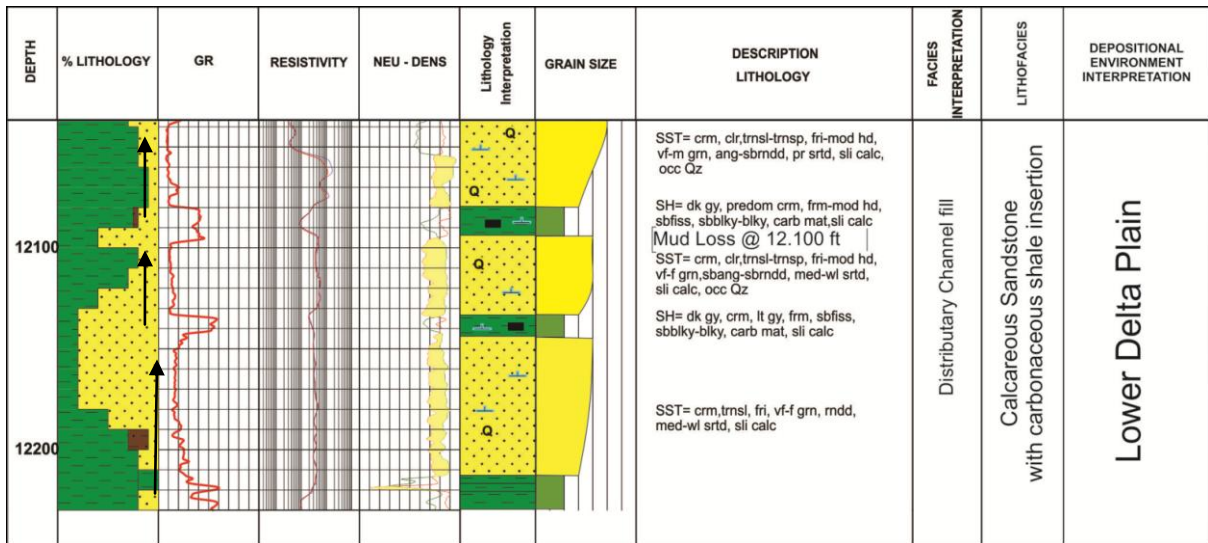 DEPTH
% LITHOLOGY
GR
RESISTIVITY
NEU - DENS
Lithology
Interpretation
GRAIN SIZE
DESCRIPTION
LITHOLOGY
FACIES
INTERPRETATION
LITHOFACIES
DEPOSITIONAL
ENVIRONMENT
INTERPRETATION
Q
SST= crm, clr,trnsl-trnsp, fri-mod hd,
vf-m grn, ang-sbrndd, pr srtd, sli calc,
occ Qz
Q
SH= dk gy, predom crm, frm-mod hd,
sbfiss, sbblky-blky, carb mat,sli calc
12100
Mud Loss @ 12.100 ft
Q
SST= crm, clr,trnsl-trnsp, fri-mod hd,
vf-f grn,sbang-sbrndd, med-wl srtd,
sli calc, occ Qz
SH= dk gy, crm, lt gy, frm, sbfiss,
sbblky-blky, carb mat, sli calc
SST= crm,trnsl, fri, vf-f grn, rndd,
med-wl srtd, sli calc
Q
12200
Distributary Channel fill
Calcareous Sandstone
with carbonaceous shale insertion
Lower Delta Plain